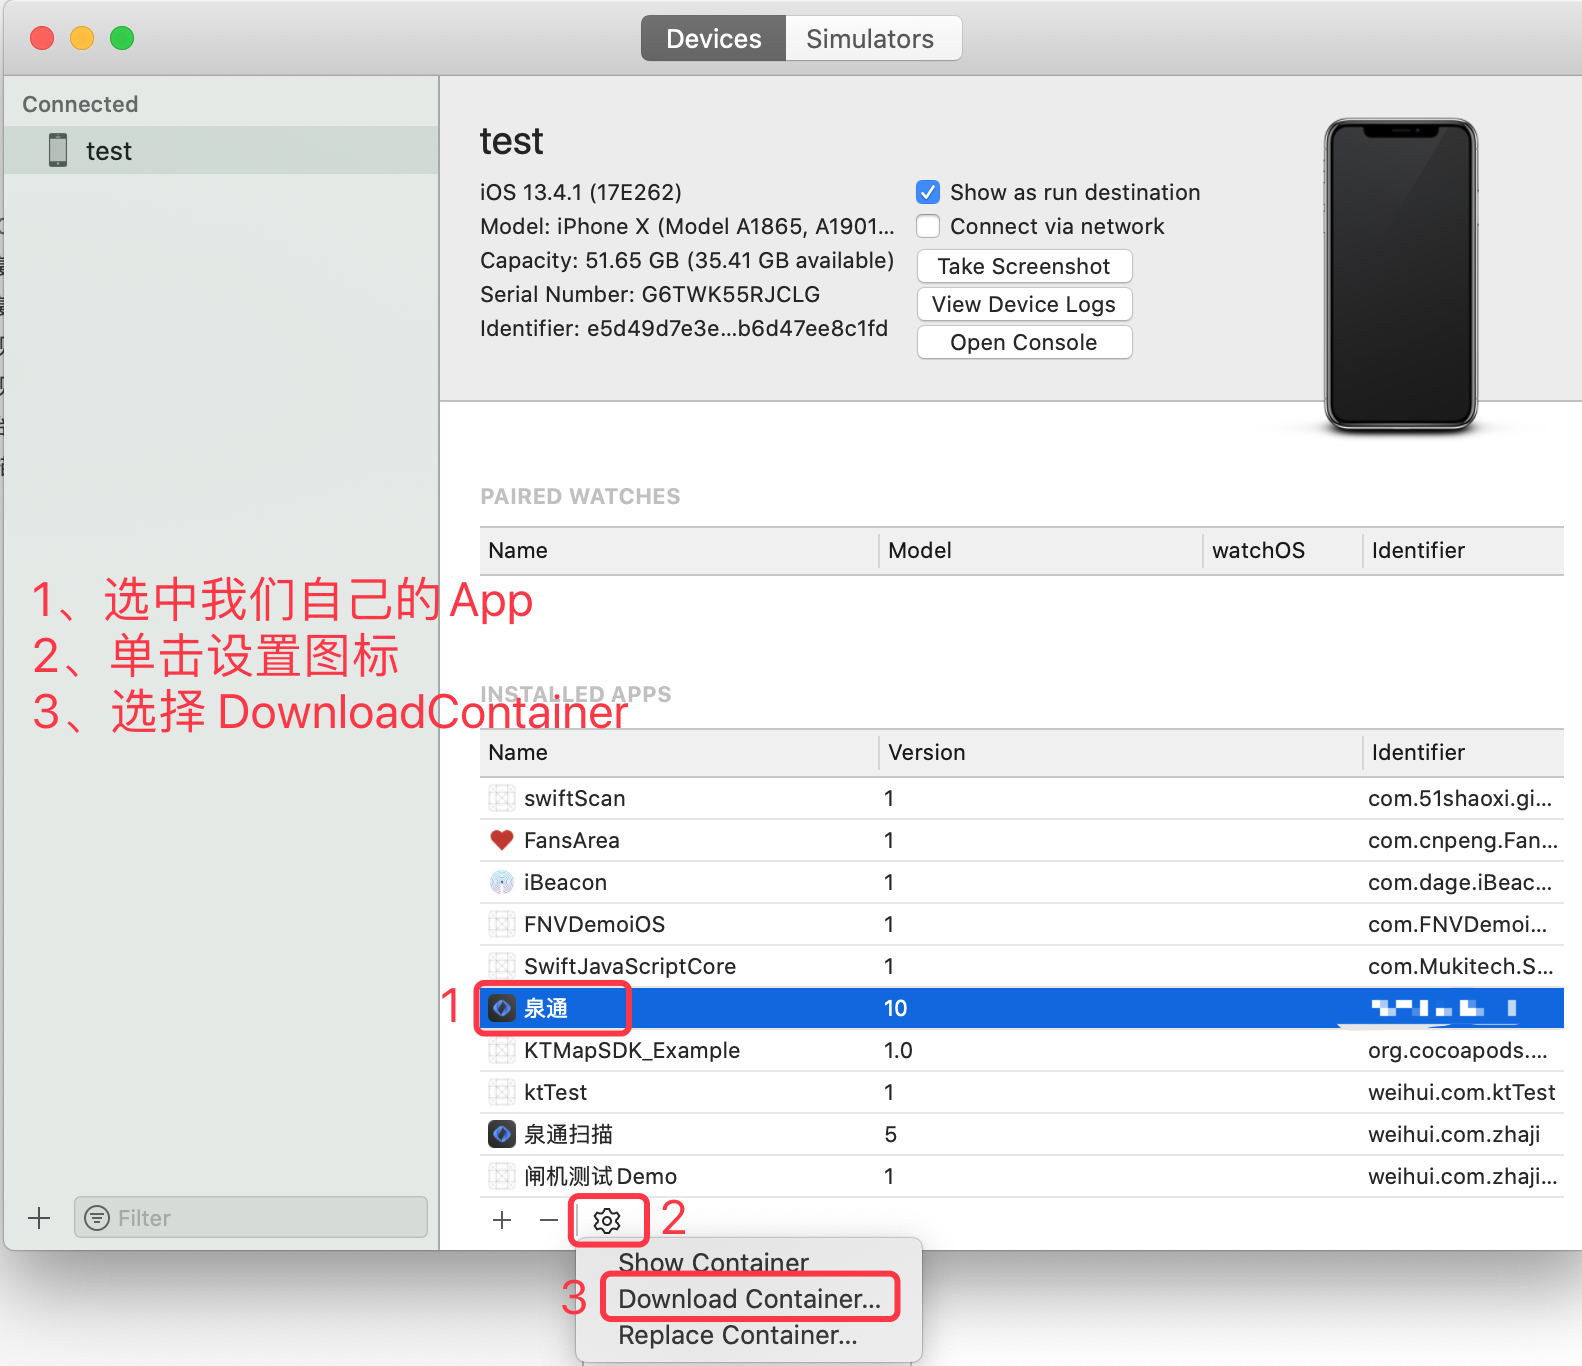 Devices Simulators
Connected
test
test
iOS 13.4.1 (17E262)
Model: iPhone X (Model A1865, A1901...
Capacity: 51.65 GB (35.41 GB available)
Serial Number: G6TWK55RJCLG
Identifier: e5d49d7e3e...b6d47ee8c1fd
Show as run destination
Connect via network
Take Screenshot
View Device Logs
Open Console
PAIRED WATCHES
Name Model watchOS Identifier
1、选中我们自己的App
2、单击设置图标
3、选择 DownloadContainer
INSTALLED APPS
Name Version Identifier
swiftScan 1 com.51shaoxi.gi...
FansArea 1 com.cnpeng.Fan...
iBeacon 1 com.dage.iBeac...
FNVDemoiOS 1 com.FNVDemoi...
SwiftJavaScriptCore 1 com.Mukitech.S...
1 泉通 10
KTMapSDK_Example 1.0 org.cocoapods....
ktTest 1 weihui.com.ktTest
泉通扫描 5 weihui.com.zhaji
闸机测试Demo 1 weihui.com.zhaji...
Filter
2
Show Container
3 Download Container...
Replace Container...